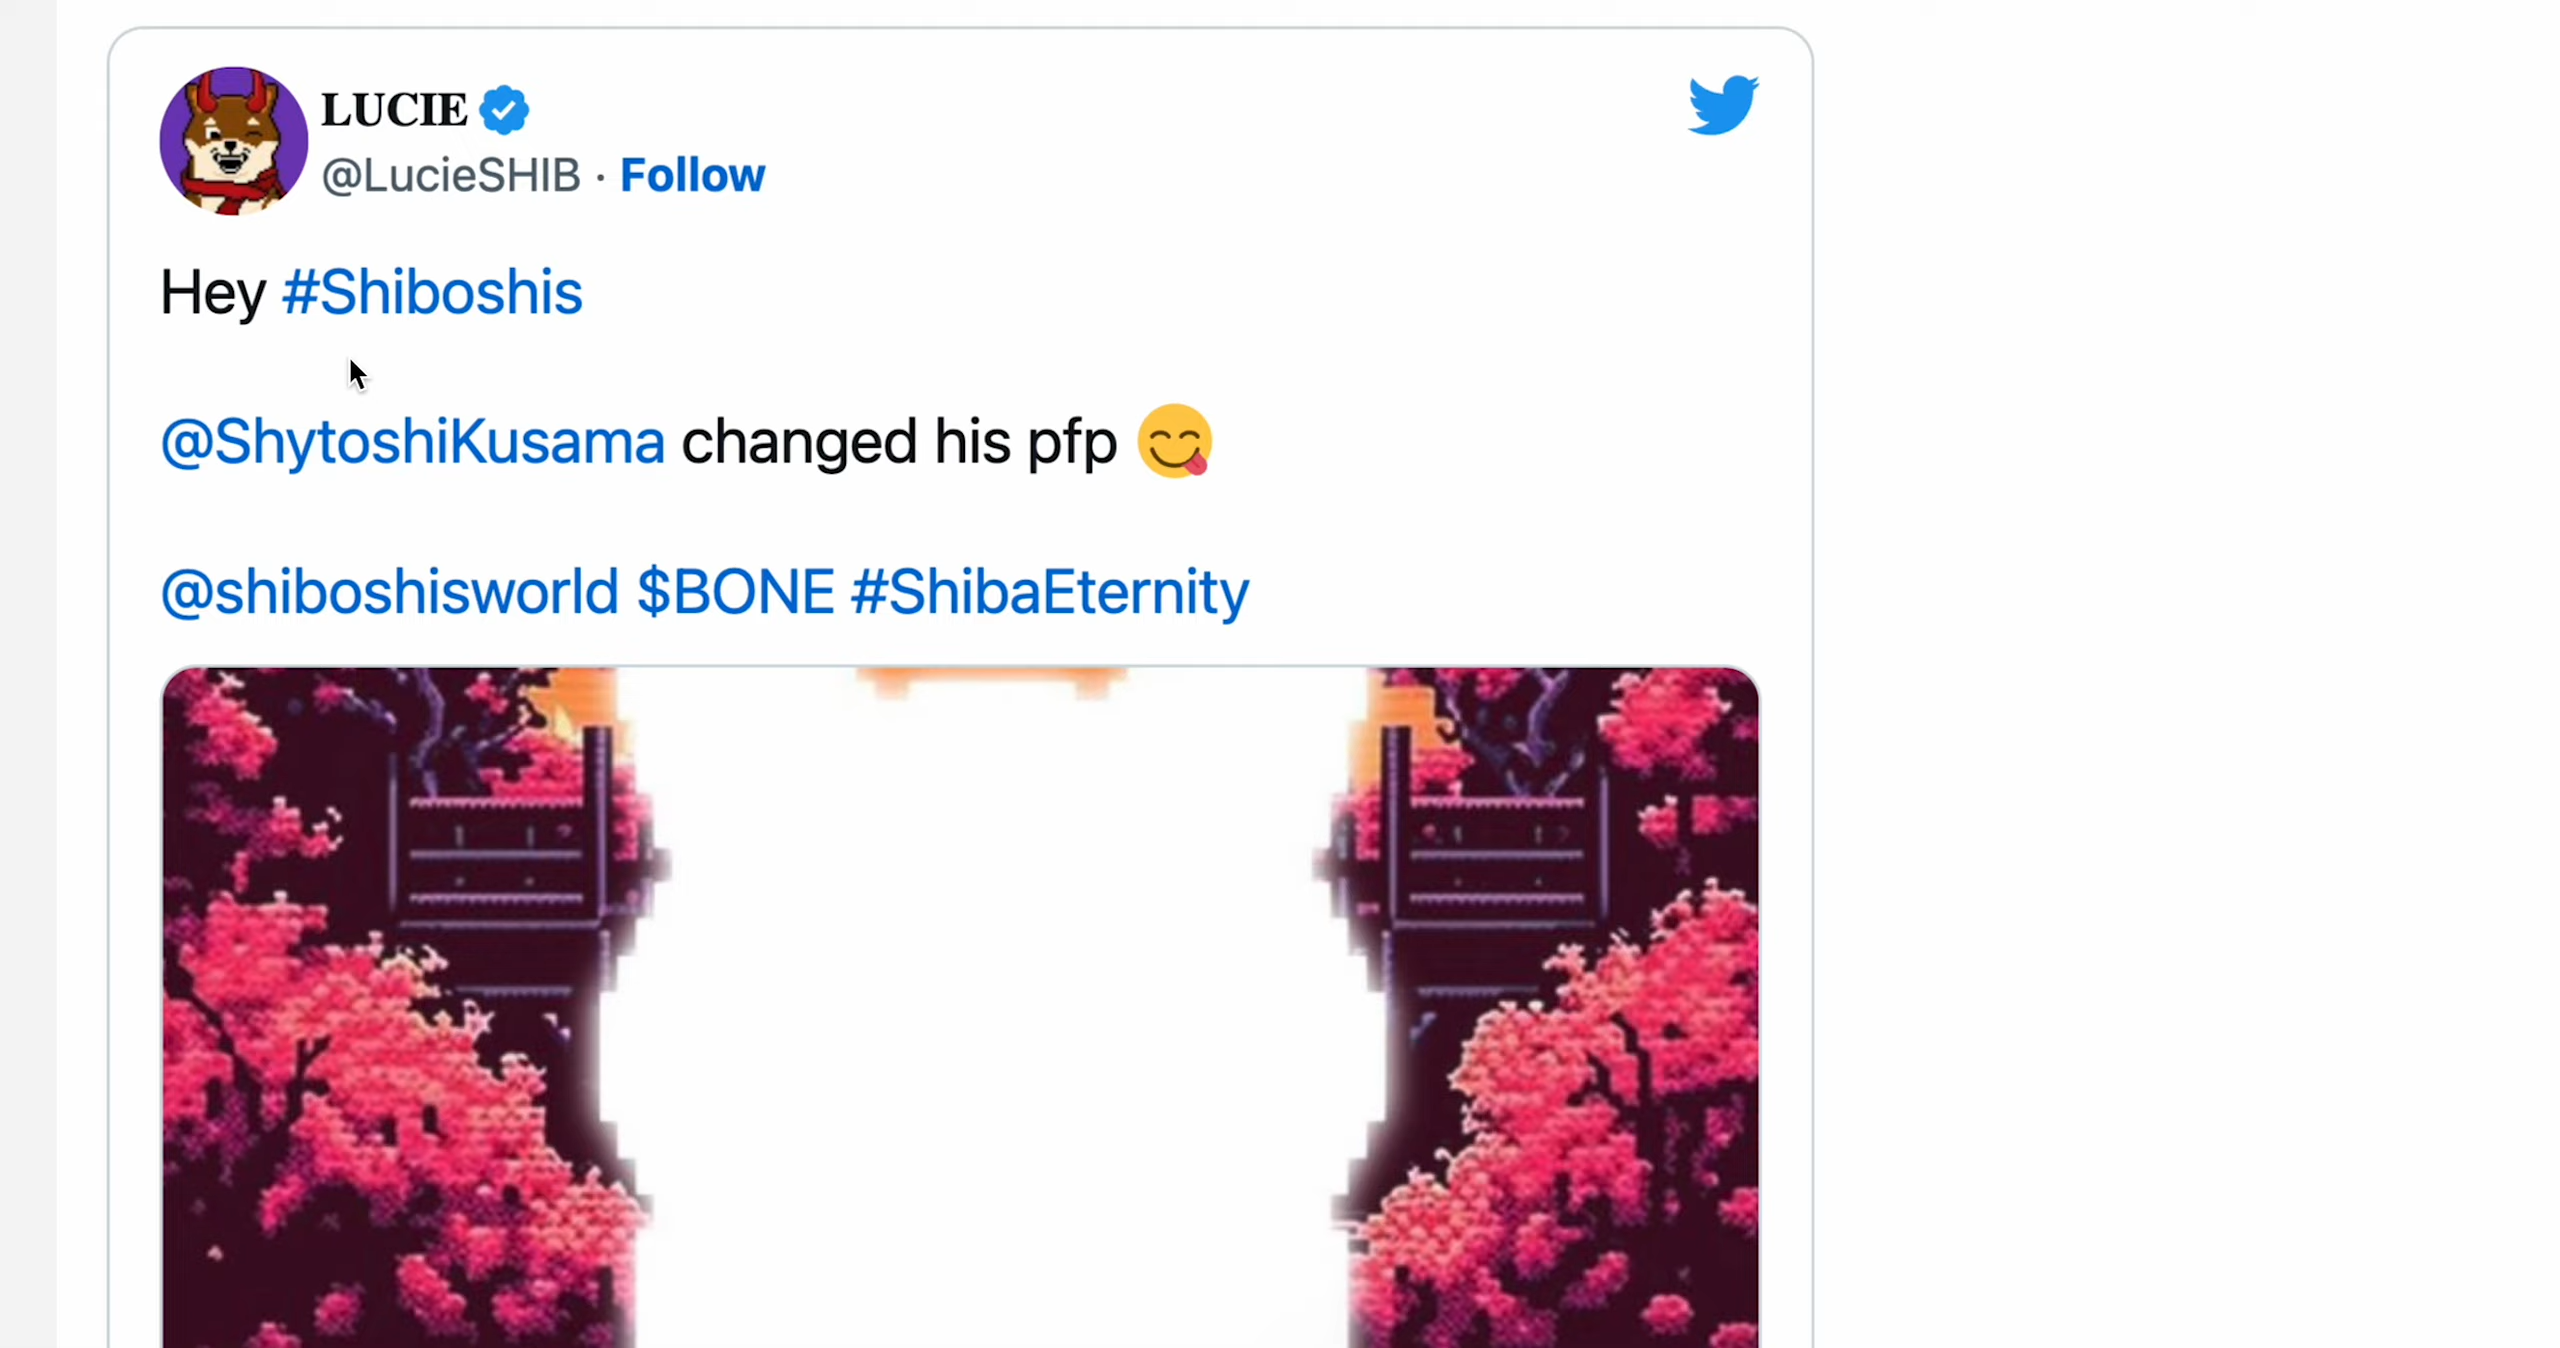 LUCIE
@LucieSHIB · Follow
Hey #Shiboshis
@ShytoshiKusama changed his pfp 😋
@shiboshisworld $BONE #ShibaEternity